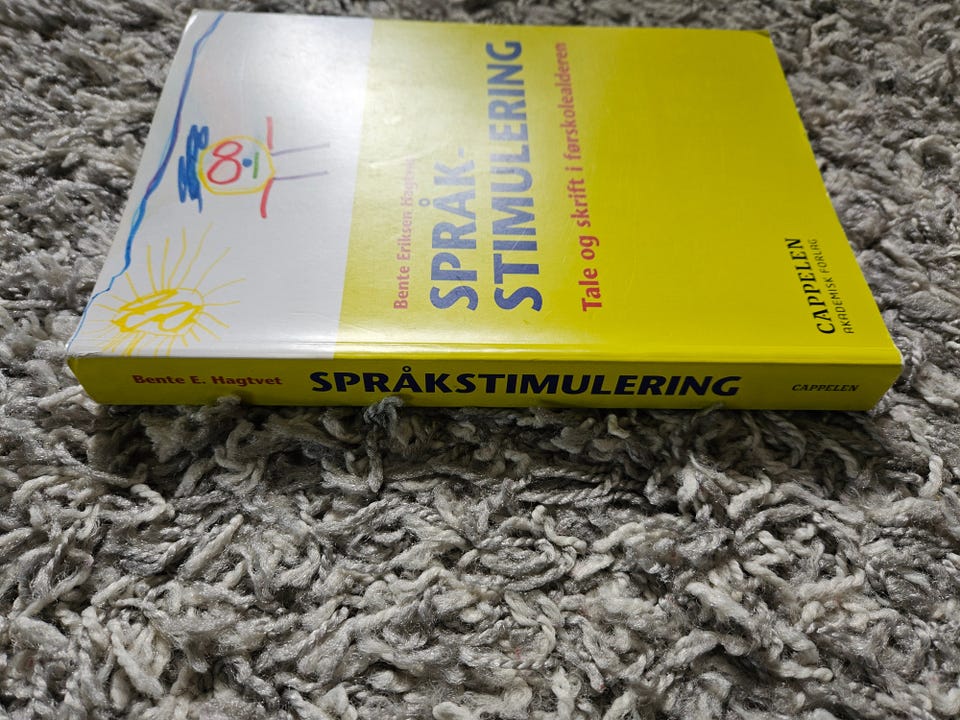 Bente Eriksen Hagtvet
SPRÅK-
STIMULERING
Tale og skrift i førskolealderen
CAPPELEN
AKADEMISK FORLAG
Bente E. Hagtvet
SPRÅKSTIMULERING
CAPPELEN